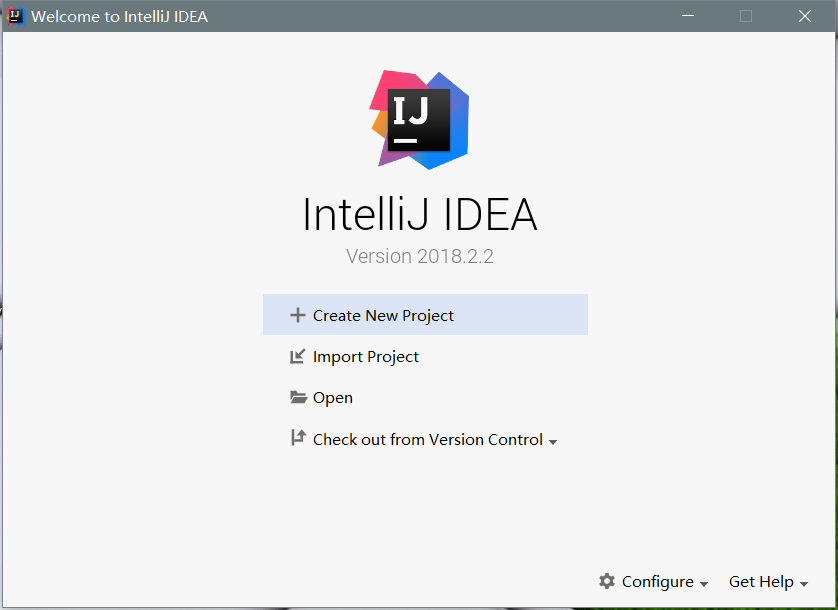 Welcome to IntelliJ IDEA
IJ
IntelliJ IDEA
Version 2018.2.2
Create New Project
Import Project
Open
Check out from Version Control
Configure Get Help